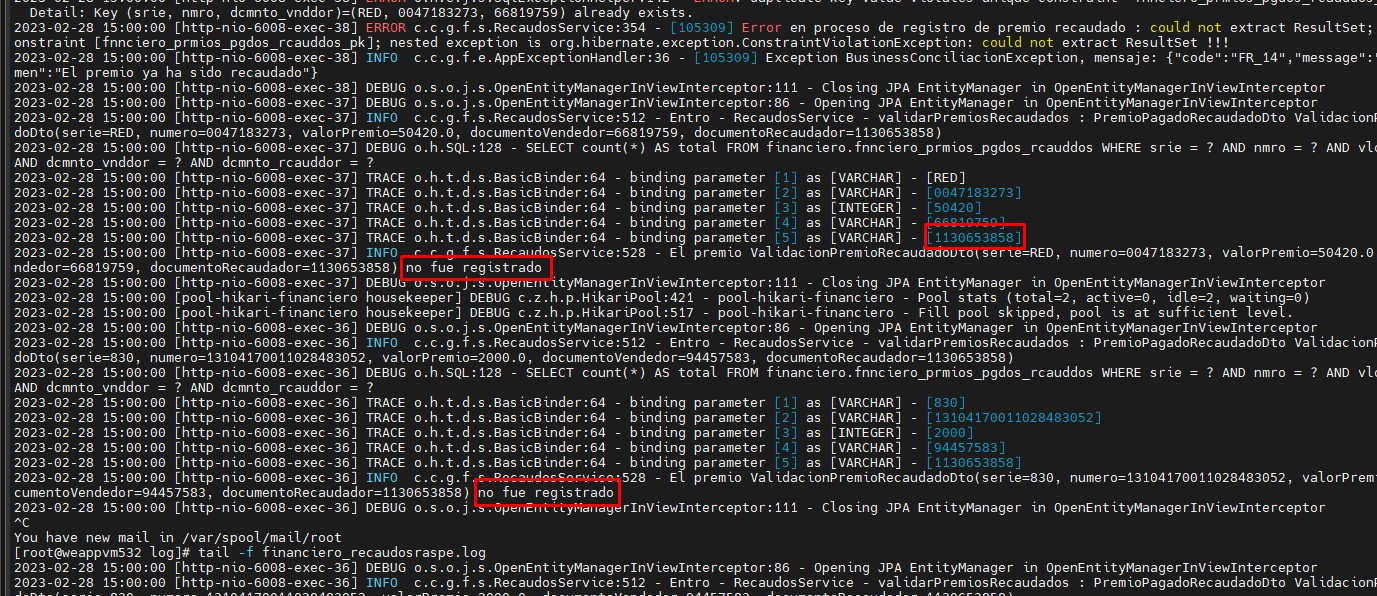 Detail: Key (srie, nmro, dcmnto_vnddor)=(RED, 0047183273, 66819759) already exists.
2023-02-28 15:00:00 [http-nio-6008-exec-38] ERROR c.c.g.f.s.RecaudosService:354 - [105309] Error en proceso de registro de premio recaudado : could not extract ResultSet;
onstraint [fnnciero_prmios_pgdos_rcauddos_pk]; nested exception is org.hibernate.exception.ConstraintViolationException: could not extract ResultSet !!!
2023-02-28 15:00:00 [http-nio-6008-exec-38] INFO  c.c.g.f.e.AppExceptionHandler:36 - [105309] Exception BusinessConciliacionException, mensaje: {"code":"FR_14","message":"
men":"El premio ya ha sido recaudado"}
2023-02-28 15:00:00 [http-nio-6008-exec-38] DEBUG o.s.o.j.s.OpenEntityManagerInViewInterceptor:111 - Closing JPA EntityManager in OpenEntityManagerInViewInterceptor
2023-02-28 15:00:00 [http-nio-6008-exec-37] DEBUG o.s.o.j.s.OpenEntityManagerInViewInterceptor:86 - Opening JPA EntityManager in OpenEntityManagerInViewInterceptor
2023-02-28 15:00:00 [http-nio-6008-exec-37] INFO  c.c.g.f.s.RecaudosService:512 - Entro - RecaudosService - validarPremiosRecaudados : PremioPagadoRecaudadoDto Validacion
doDto(serie=RED, numero=0047183273, valorPremio=50420.0, documentoVendedor=66819759, documentoRecaudador=1130653858)
2023-02-28 15:00:00 [http-nio-6008-exec-37] DEBUG o.h.SQL:128 - SELECT count(*) AS total FROM financiero.fnnciero_prmios_pgdos_rcauddos WHERE srie = ? AND nmro = ? AND vlo
AND dcmnto_vnddor = ? AND dcmnto_rcauddor = ?
2023-02-28 15:00:00 [http-nio-6008-exec-37] TRACE o.h.t.d.s.BasicBinder:64 - binding parameter [1] as [VARCHAR] - [RED]
2023-02-28 15:00:00 [http-nio-6008-exec-37] TRACE o.h.t.d.s.BasicBinder:64 - binding parameter [2] as [VARCHAR] - [0047183273]
2023-02-28 15:00:00 [http-nio-6008-exec-37] TRACE o.h.t.d.s.BasicBinder:64 - binding parameter [3] as [INTEGER] - [50420]
2023-02-28 15:00:00 [http-nio-6008-exec-37] TRACE o.h.t.d.s.BasicBinder:64 - binding parameter [4] as [VARCHAR] - [66819759]
2023-02-28 15:00:00 [http-nio-6008-exec-37] TRACE o.h.t.d.s.BasicBinder:64 - binding parameter [5] as [VARCHAR] - [1130653858]
2023-02-28 15:00:00 [http-nio-6008-exec-37] INFO  c.c.g.f.s.RecaudosService:528 - El premio ValidacionPremioRecaudadoDto(serie=RED, numero=0047183273, valorPremio=50420.0
ndedor=66819759, documentoRecaudador=1130653858) no fue registrado
2023-02-28 15:00:00 [http-nio-6008-exec-37] DEBUG o.s.o.j.s.OpenEntityManagerInViewInterceptor:111 - Closing JPA EntityManager in OpenEntityManagerInViewInterceptor
2023-02-28 15:00:00 [pool-hikari-financiero housekeeper] DEBUG c.z.h.p.HikariPool:421 - pool-hikari-financiero - Pool stats (total=2, active=0, idle=2, waiting=0)
2023-02-28 15:00:00 [pool-hikari-financiero housekeeper] DEBUG c.z.h.p.HikariPool:517 - pool-hikari-financiero - Fill pool skipped, pool is at sufficient level.
2023-02-28 15:00:00 [http-nio-6008-exec-36] DEBUG o.s.o.j.s.OpenEntityManagerInViewInterceptor:86 - Opening JPA EntityManager in OpenEntityManagerInViewInterceptor
2023-02-28 15:00:00 [http-nio-6008-exec-36] INFO  c.c.g.f.s.RecaudosService:512 - Entro - RecaudosService - validarPremiosRecaudados : PremioPagadoRecaudadoDto Validacion
doDto(serie=830, numero=13104170011028483052, valorPremio=2000.0, documentoVendedor=94457583, documentoRecaudador=1130653858)
2023-02-28 15:00:00 [http-nio-6008-exec-36] DEBUG o.h.SQL:128 - SELECT count(*) AS total FROM financiero.fnnciero_prmios_pgdos_rcauddos WHERE srie = ? AND nmro = ? AND vlo
AND dcmnto_vnddor = ? AND dcmnto_rcauddor = ?
2023-02-28 15:00:00 [http-nio-6008-exec-36] TRACE o.h.t.d.s.BasicBinder:64 - binding parameter [1] as [VARCHAR] - [830]
2023-02-28 15:00:00 [http-nio-6008-exec-36] TRACE o.h.t.d.s.BasicBinder:64 - binding parameter [2] as [VARCHAR] - [13104170011028483052]
2023-02-28 15:00:00 [http-nio-6008-exec-36] TRACE o.h.t.d.s.BasicBinder:64 - binding parameter [3] as [INTEGER] - [2000]
2023-02-28 15:00:00 [http-nio-6008-exec-36] TRACE o.h.t.d.s.BasicBinder:64 - binding parameter [4] as [VARCHAR] - [94457583]
2023-02-28 15:00:00 [http-nio-6008-exec-36] TRACE o.h.t.d.s.BasicBinder:64 - binding parameter [5] as [VARCHAR] - [1130653858]
2023-02-28 15:00:00 [http-nio-6008-exec-36] INFO  c.c.g.f.s.RecaudosService:528 - El premio ValidacionPremioRecaudadoDto(serie=830, numero=13104170011028483052, valorPremi
cumentoVendedor=94457583, documentoRecaudador=1130653858) no fue registrado
2023-02-28 15:00:00 [http-nio-6008-exec-36] DEBUG o.s.o.j.s.OpenEntityManagerInViewInterceptor:111 - Closing JPA EntityManager in OpenEntityManagerInViewInterceptor
^C
You have new mail in /var/spool/mail/root
[root@weappvm532 log]# tail -f financiero_recaudosraspe.log
2023-02-28 15:00:00 [http-nio-6008-exec-36] DEBUG o.s.o.j.s.OpenEntityManagerInViewInterceptor:86 - Opening JPA EntityManager in OpenEntityManagerInViewInterceptor
2023-02-28 15:00:00 [http-nio-6008-exec-36] INFO  c.c.g.f.s.RecaudosService:512 - Entro - RecaudosService - validarPremiosRecaudados : PremioPagadoRecaudadoDto Validacion